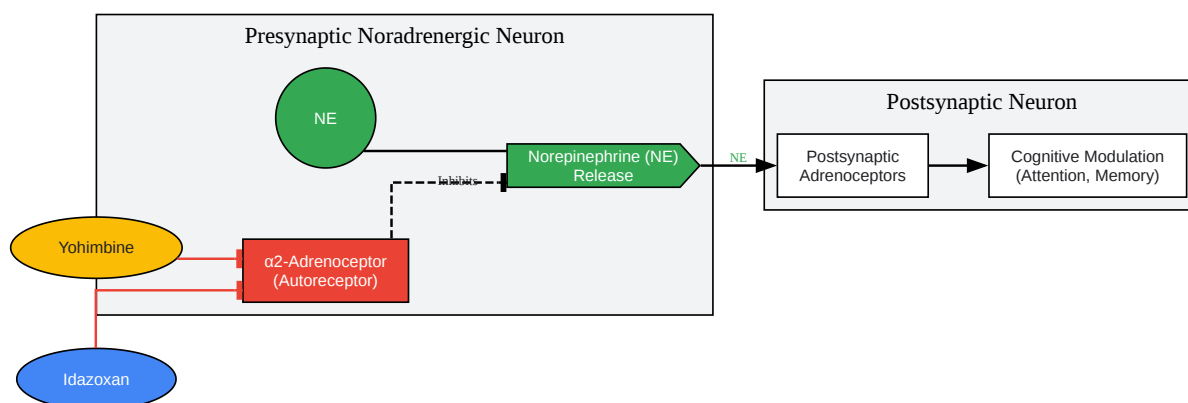 Presynaptic Noradrenergic Neuron
NE
Norepinephrine (NE)
Release
Inhibits
α2-Adrenoceptor
(Autoreceptor)
Yohimbine
Idazoxan
NE
Postsynaptic Neuron
Postsynaptic
Adrenoceptors
Cognitive Modulation
(Attention, Memory)